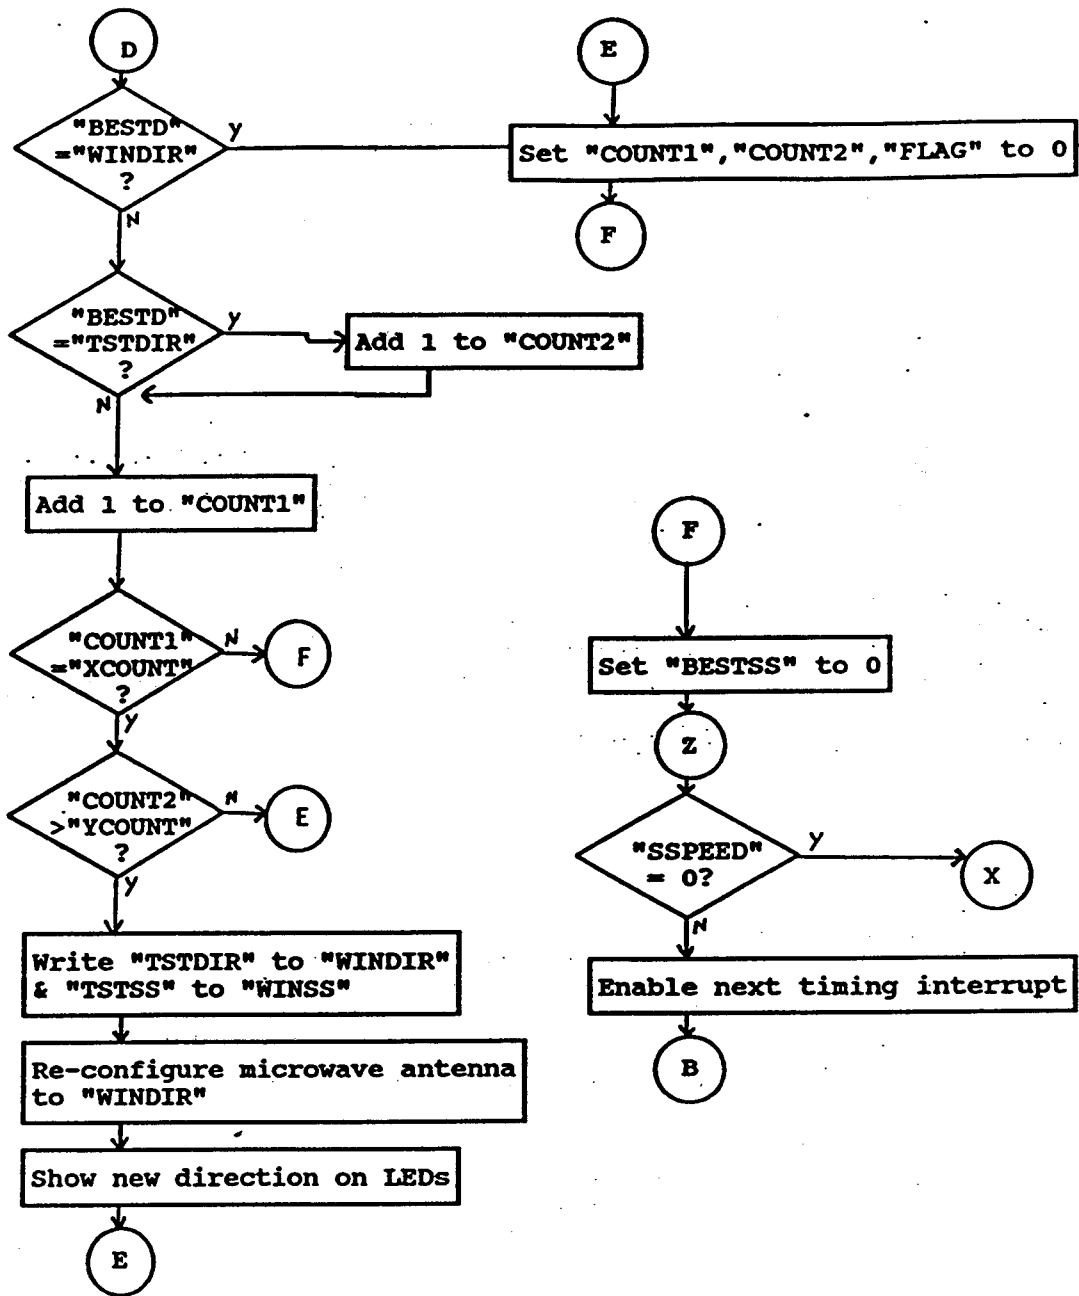 D
"BESTD"
="WINDIR"
?
Y
N
E
Set "COUNT1","COUNT2","FLAG" to 0
F
"BESTD"
="TSTDIR"
?
Y
N
Add 1 to "COUNT2"
Add 1 to "COUNT1"
"COUNT1"
="XCOUNT"
?
N
F
Y
"COUNT2"
>"YCOUNT"
?
N
E
Y
Write "TSTDIR" to "WINDIR"
& "TSTSS" to "WINSS"
Re-configure microwave antenna
to "WINDIR"
Show new direction on LEDs
E
F
Set "BESTSS" to 0
Z
"SSPEED"
= 0?
Y
X
N
Enable next timing interrupt
B